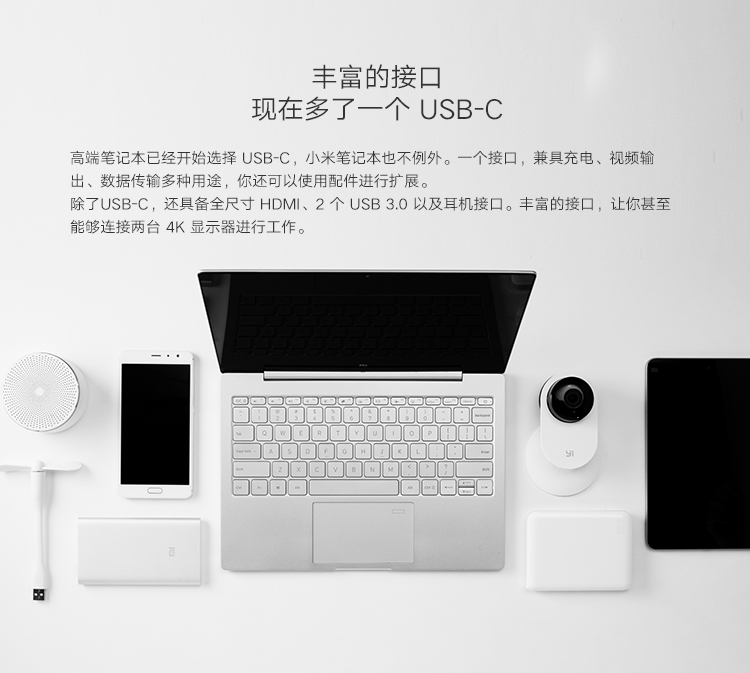 丰富的接口
现在多了一个 USB-C
高端笔记本已经开始选择 USB-C，小米笔记本也不例外。一个接口，兼具充电、视频输
出、数据传输多种用途，你还可以使用配件进行扩展。
除了USB-C，还具备全尺寸 HDMI、2 个 USB 3.0 以及耳机接口。丰富的接口，让你甚至
能够连接两台 4K 显示器进行工作。
Q W E R T Y U I O P
A S D F G H J K L
Z X C V B N M